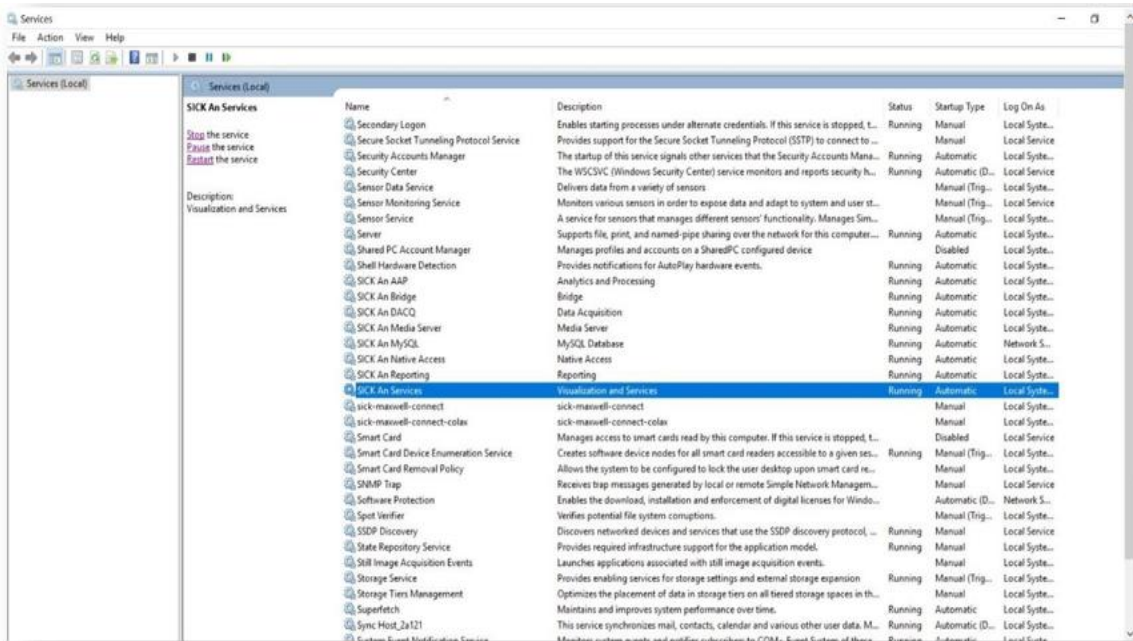 Services
File Action View Help
Services (Local)
Services (Local)
SICK An Services
Stop the service
Pause the service
Restart the service
Description:
Visualization and Services
Name Description Status Startup Type Log On As
Secondary Logon Enables starting processes under alternate credentials. If this service is stopped, t... Running Manual Local Syste...
Secure Socket Tunneling Protocol Service Provides support for the Secure Socket Tunneling Protocol (SSTP) to connect to ... Manual Local Service
Security Accounts Manager The startup of this service signals other services that the Security Accounts Mana... Running Automatic Local Syste...
Security Center The WSCSVC (Windows Security Center) service monitors and reports security h... Running Automatic (D... Local Service
Sensor Data Service Delivers data from a variety of sensors Manual (Trig... Local Syste...
Sensor Monitoring Service Monitors various sensors in order to expose data and adapt to system and user st... Manual (Trig... Local Service
Sensor Service A service for sensors that manages different sensors' functionality. Manages Sim... Manual (Trig... Local Syste...
Server Supports file, print, and named-pipe sharing over the network for this computer.... Running Automatic Local Syste...
Shared PC Account Manager Manages profiles and accounts on a SharedPC configured device Disabled Local Syste...
Shell Hardware Detection Provides notifications for AutoPlay hardware events. Running Automatic Local Syste...
SICK An AAP Analytics and Processing Running Automatic Local Syste...
SICK An Bridge Bridge Running Automatic Local Syste...
SICK An DACQ Data Acquisition Running Automatic Local Syste...
SICK An Media Server Media Server Running Automatic Local Syste...
SICK An MySQL MySQL Database Running Automatic Network S...
SICK An Native Access Native Access Running Automatic Local Syste...
SICK An Reporting Reporting Running Automatic Local Syste...
SICK An Services Visualization and Services Running Automatic Local Syste...
sick-maxwell-connect sick-maxwell-connect Manual Local Syste...
sick-maxwell-connect-colax sick-maxwell-connect-colax Manual Local Syste...
Smart Card Manages access to smart cards read by this computer. If this service is stopped, t... Disabled Local Service
Smart Card Device Enumeration Service Creates software device nodes for all smart card readers accessible to a given ses... Running Manual (Trig... Local Syste...
Smart Card Removal Policy Allows the system to be configured to lock the user desktop upon smart card re... Manual Local Syste...
SNMP Trap Receives trap messages generated by local or remote Simple Network Managem... Manual Local Service
Software Protection Enables the download, installation and enforcement of digital licenses for Windo... Automatic (D... Network S...
Spot Verifier Verifies potential file system corruptions. Manual (Trig... Local Syste...
SSDP Discovery Discovers networked devices and services that use the SSDP discovery protocol, ... Running Manual Local Service
State Repository Service Provides required infrastructure support for the application model. Running Manual Local Syste...
Still Image Acquisition Events Launches applications associated with still image acquisition events. Manual Local Syste...
Storage Service Provides enabling services for storage settings and external storage expansion Running Manual (Trig... Local Syste...
Storage Tiers Management Optimizes the placement of data in storage tiers on all tiered storage spaces in th... Manual Local Syste...
Superfetch Maintains and improves system performance over time. Running Automatic Local Syste...
Sync Host_2a121 This service synchronizes mail, contacts, calendar and various other user data. M... Running Automatic (D... Local Syste...